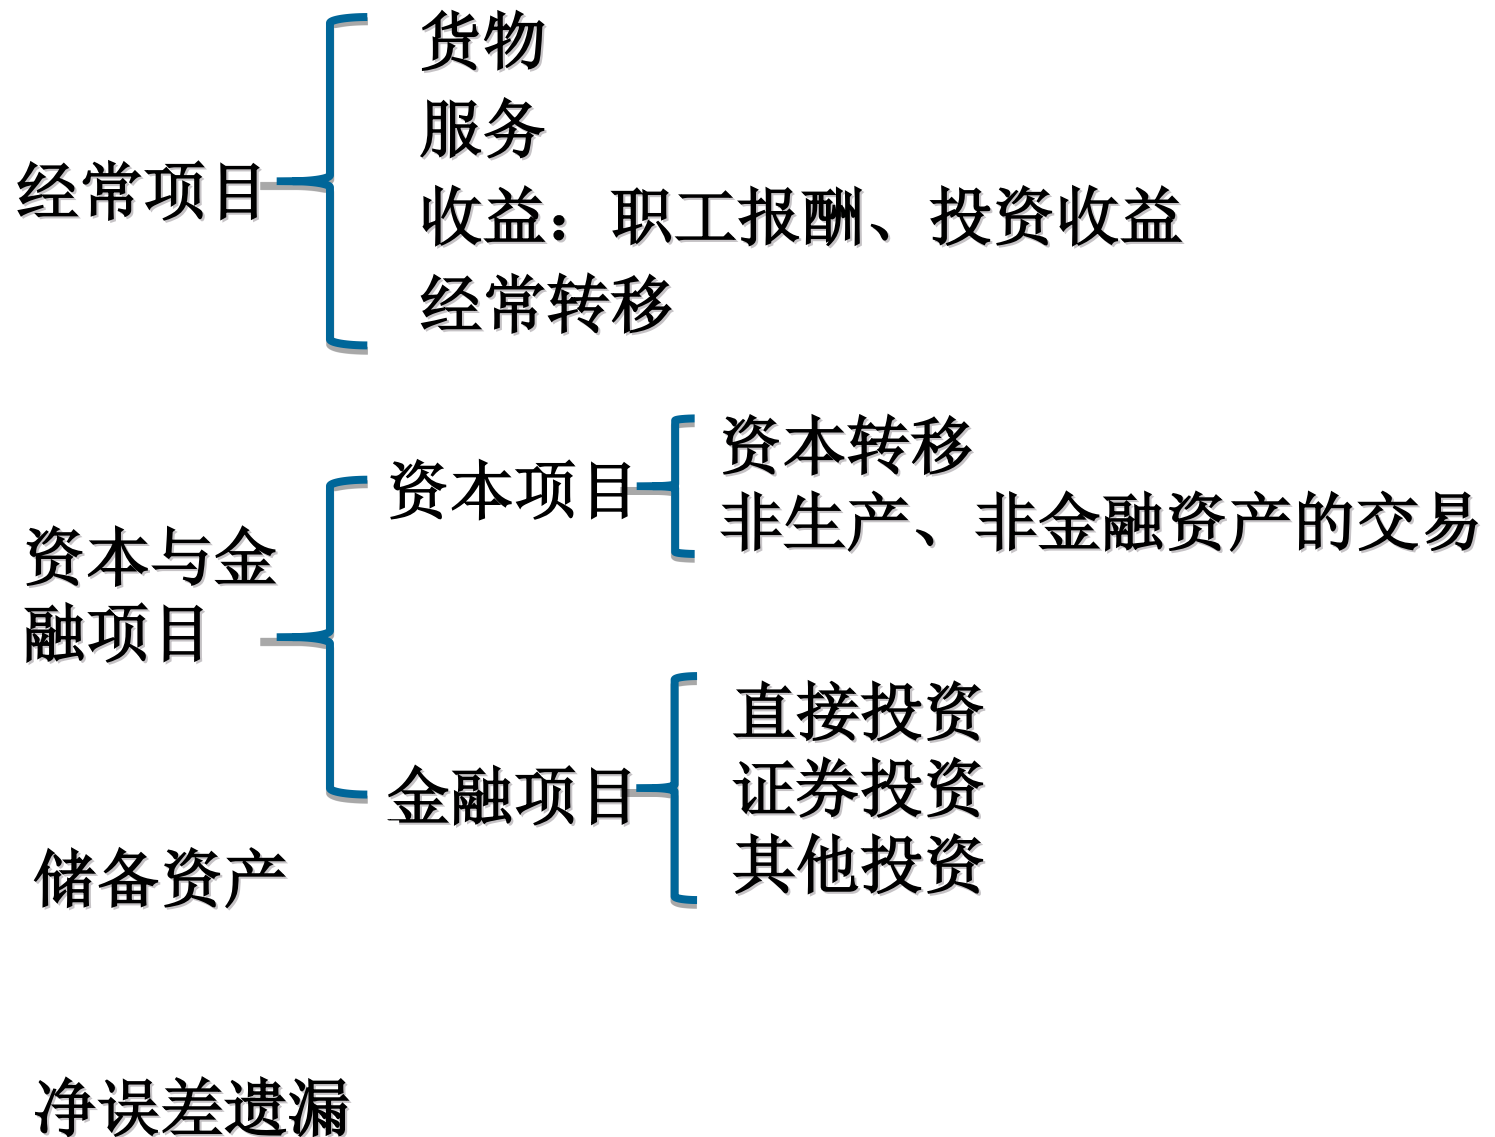 货物
服务
经常项目
收益：职工报酬、投资收益
经常转移
资本转移
资本项目
非生产、非金融资产的交易
资本与金
融项目
直接投资
证券投资
金融项目
其他投资
储备资产
净误差遗漏